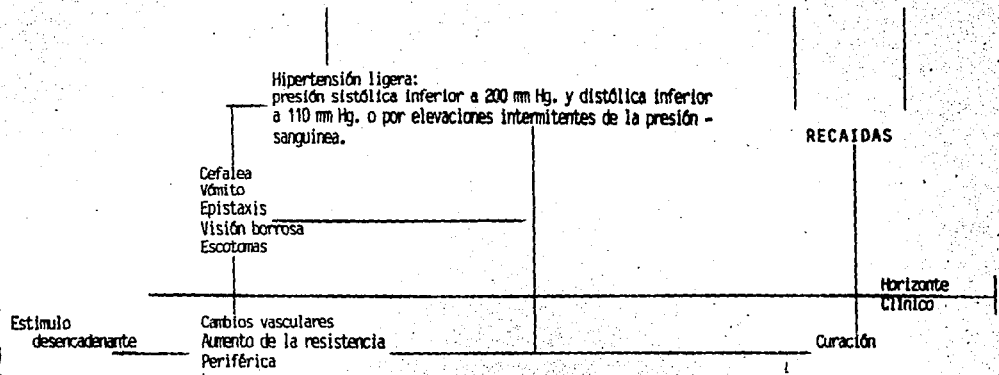 Hipertensión ligera:
presión sistólica inferior a 200 mm Hg. y distólica inferior
a 110 mm Hg. o por elevaciones intermitentes de la presión -
sanguinea.
RECAIDAS
Cefalea
Vómito
Epistaxis
Visión borrosa
Escotomas
Horizonte
Clínico
Estimulo
desencadenante
Cambios vasculares
Aumento de la resistencia
Periférica
Curación